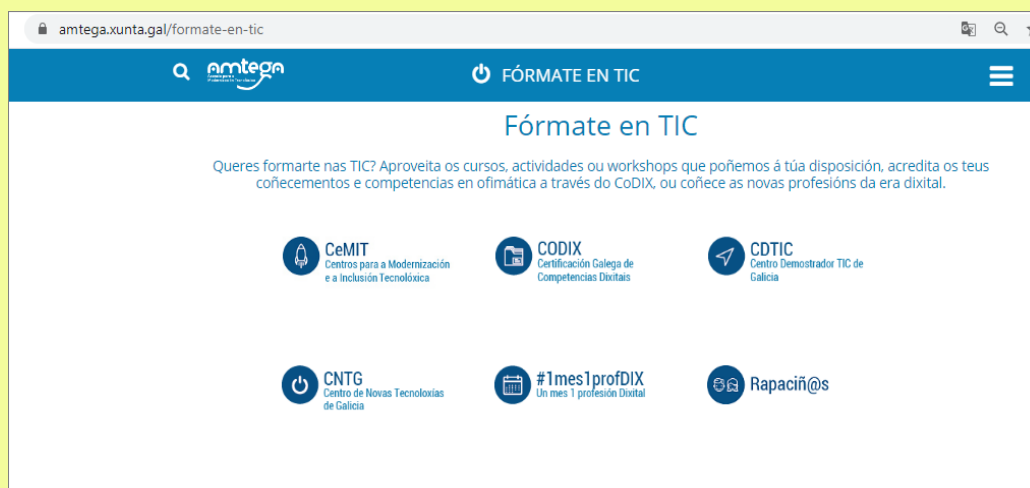 amtega.xunta.gal/formate-en-tic
amtega
FÓRMATE EN TIC
Fórmate en TIC
Queres formarte nas TIC? Aproveita os cursos, actividades ou workshops que poñemos á túa disposición, acredita os teus
coñecementos e competencias en ofimática a través do CoDIX, ou coñece as novas profesións da era dixital.
CeMIT
Centros para a Modernización
e a Inclusión Tecnolóxica
CODIX
Certificación Galega de
Competencias Dixitais
CDTIC
Centro Demostrador TIC de
Galicia
CNTG
Centro de Novas Tecnoloxías
de Galicia
#1mes1profDIX
Un mes 1 profesión Dixital
Rapaciñ@s